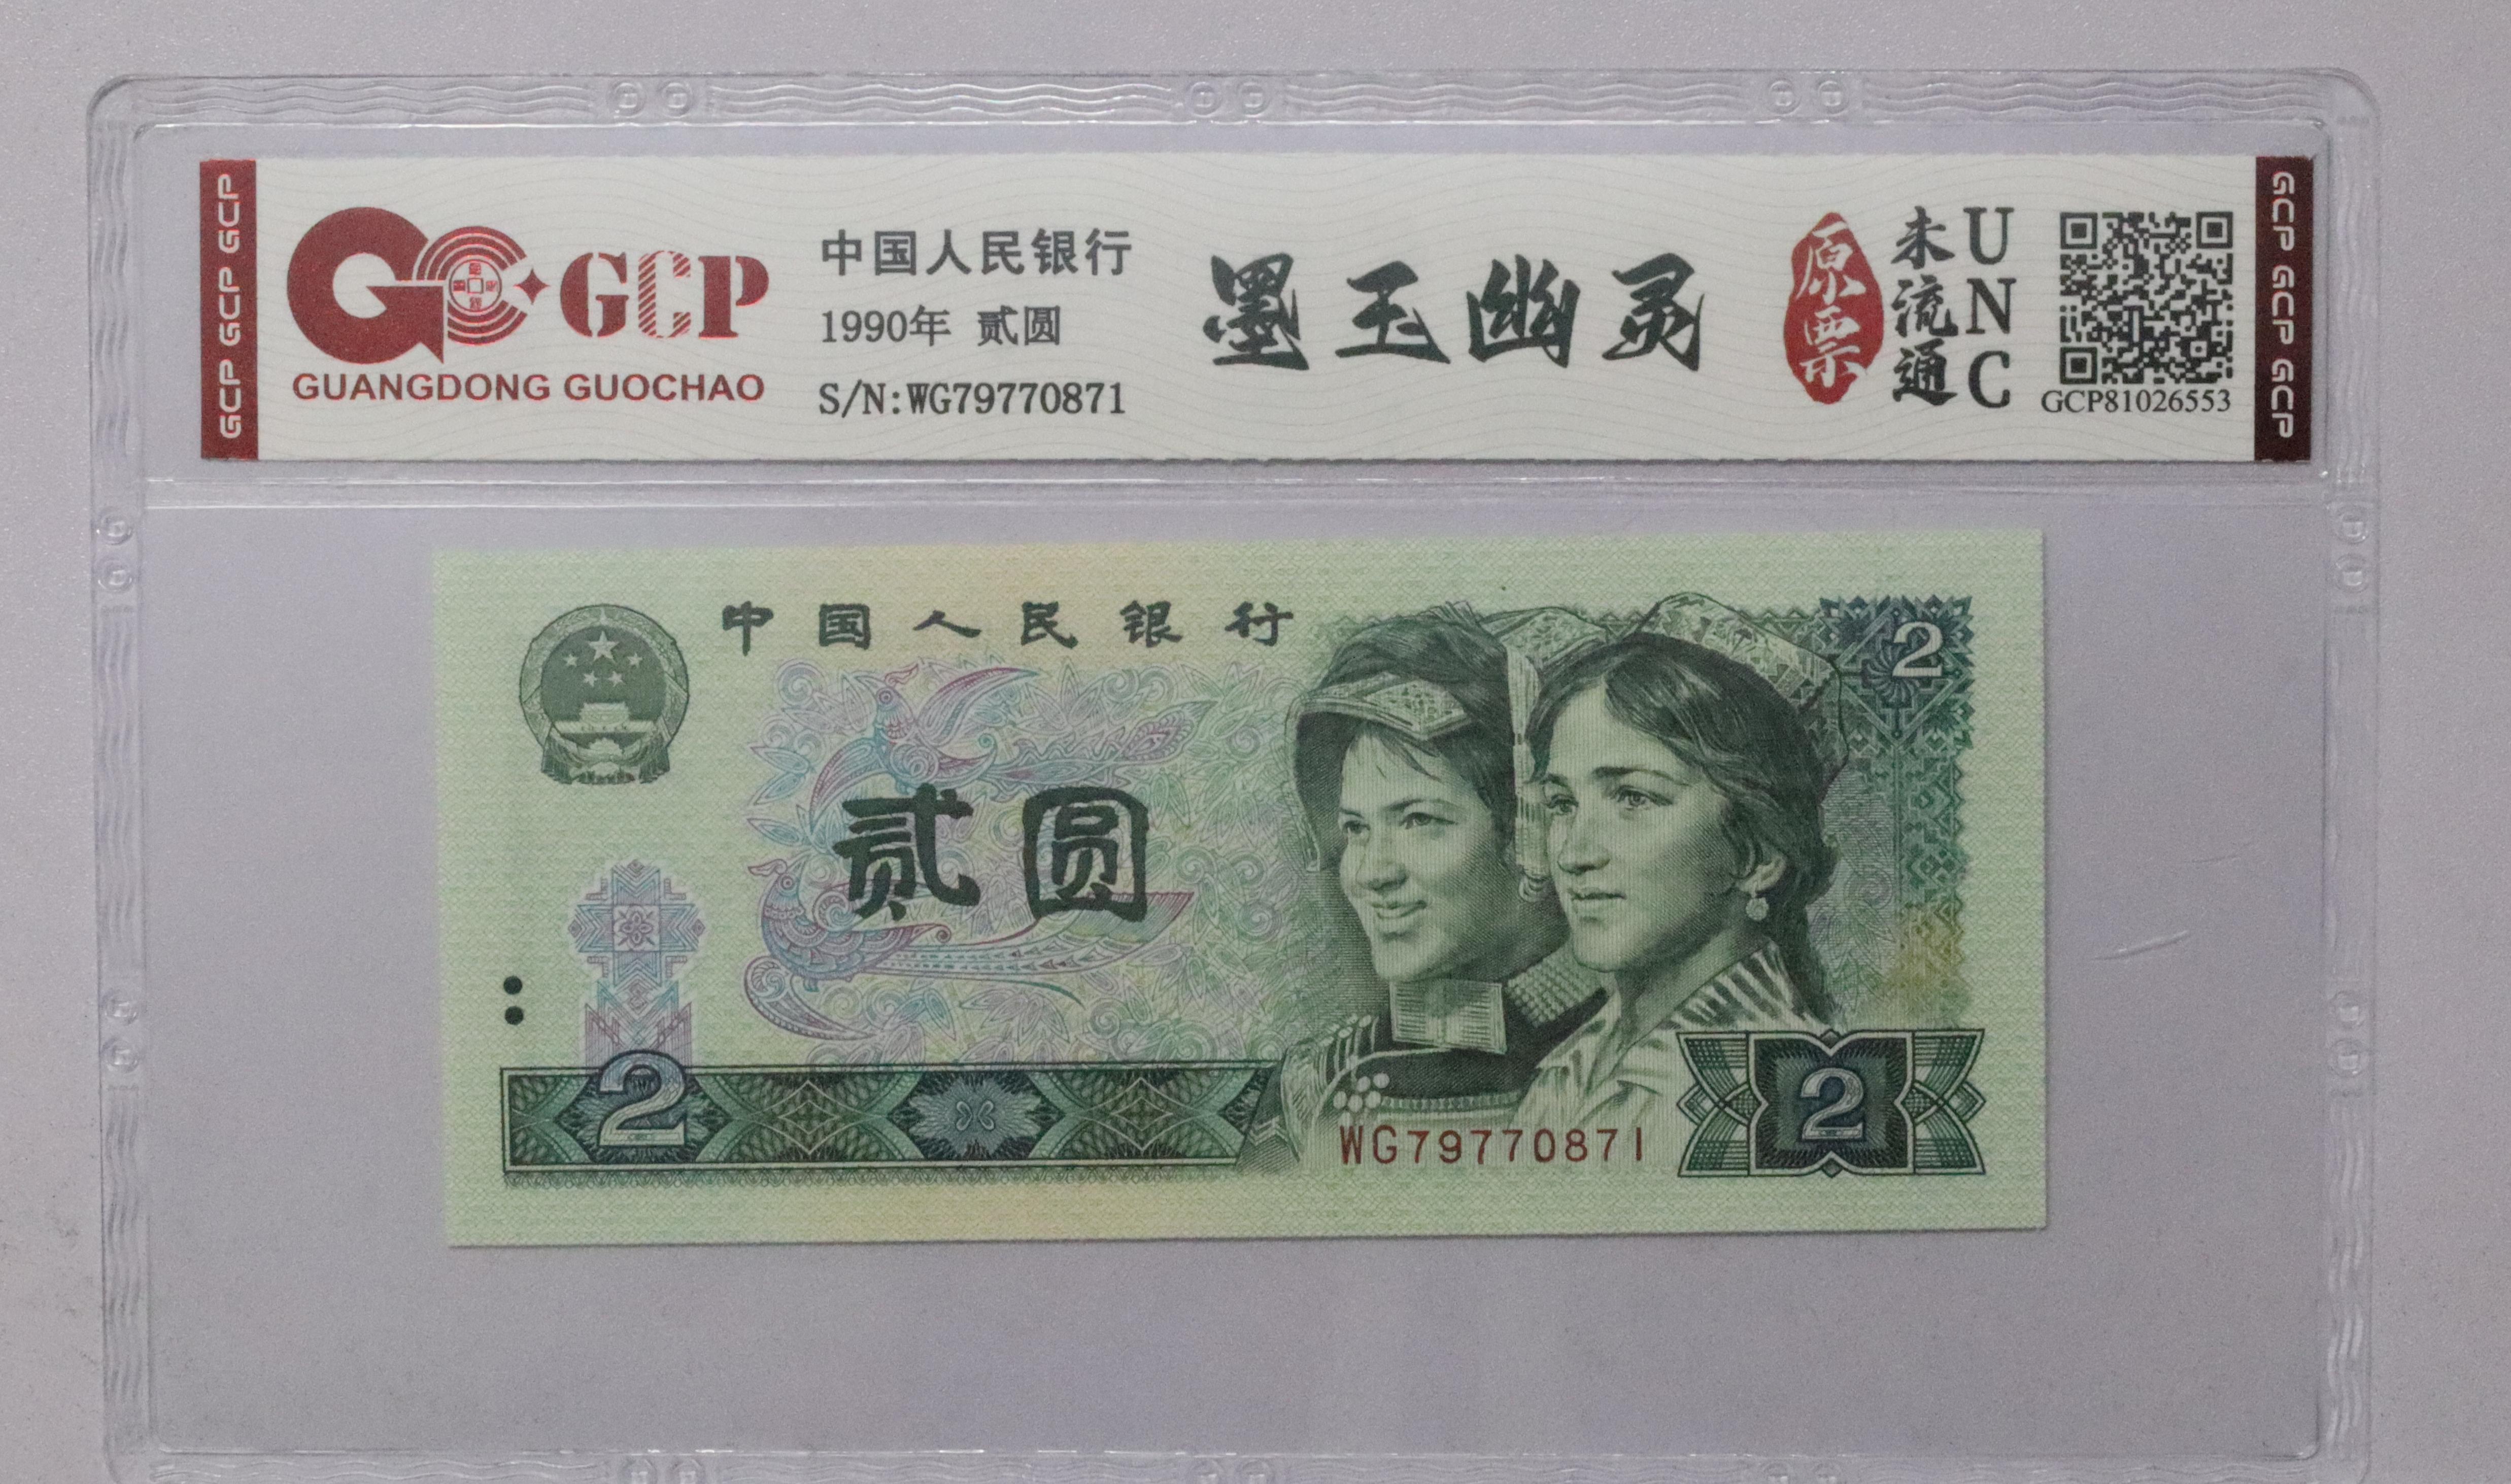 GCP GCP GCP GCP
GCP
GUANGDONG GUOCHAO
中国人民银行
1990年 贰圆
S/N:WG79770871
墨玉幽灵
原票
未流通
UNC
GCP81026553
GCP GCP GCP GCP
中国人民银行
2
贰圆
2
WG79770871
2